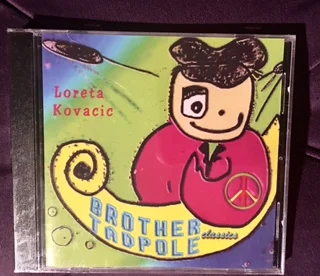 Loreta
Kovacic
BROTHER
TADPOLE classics